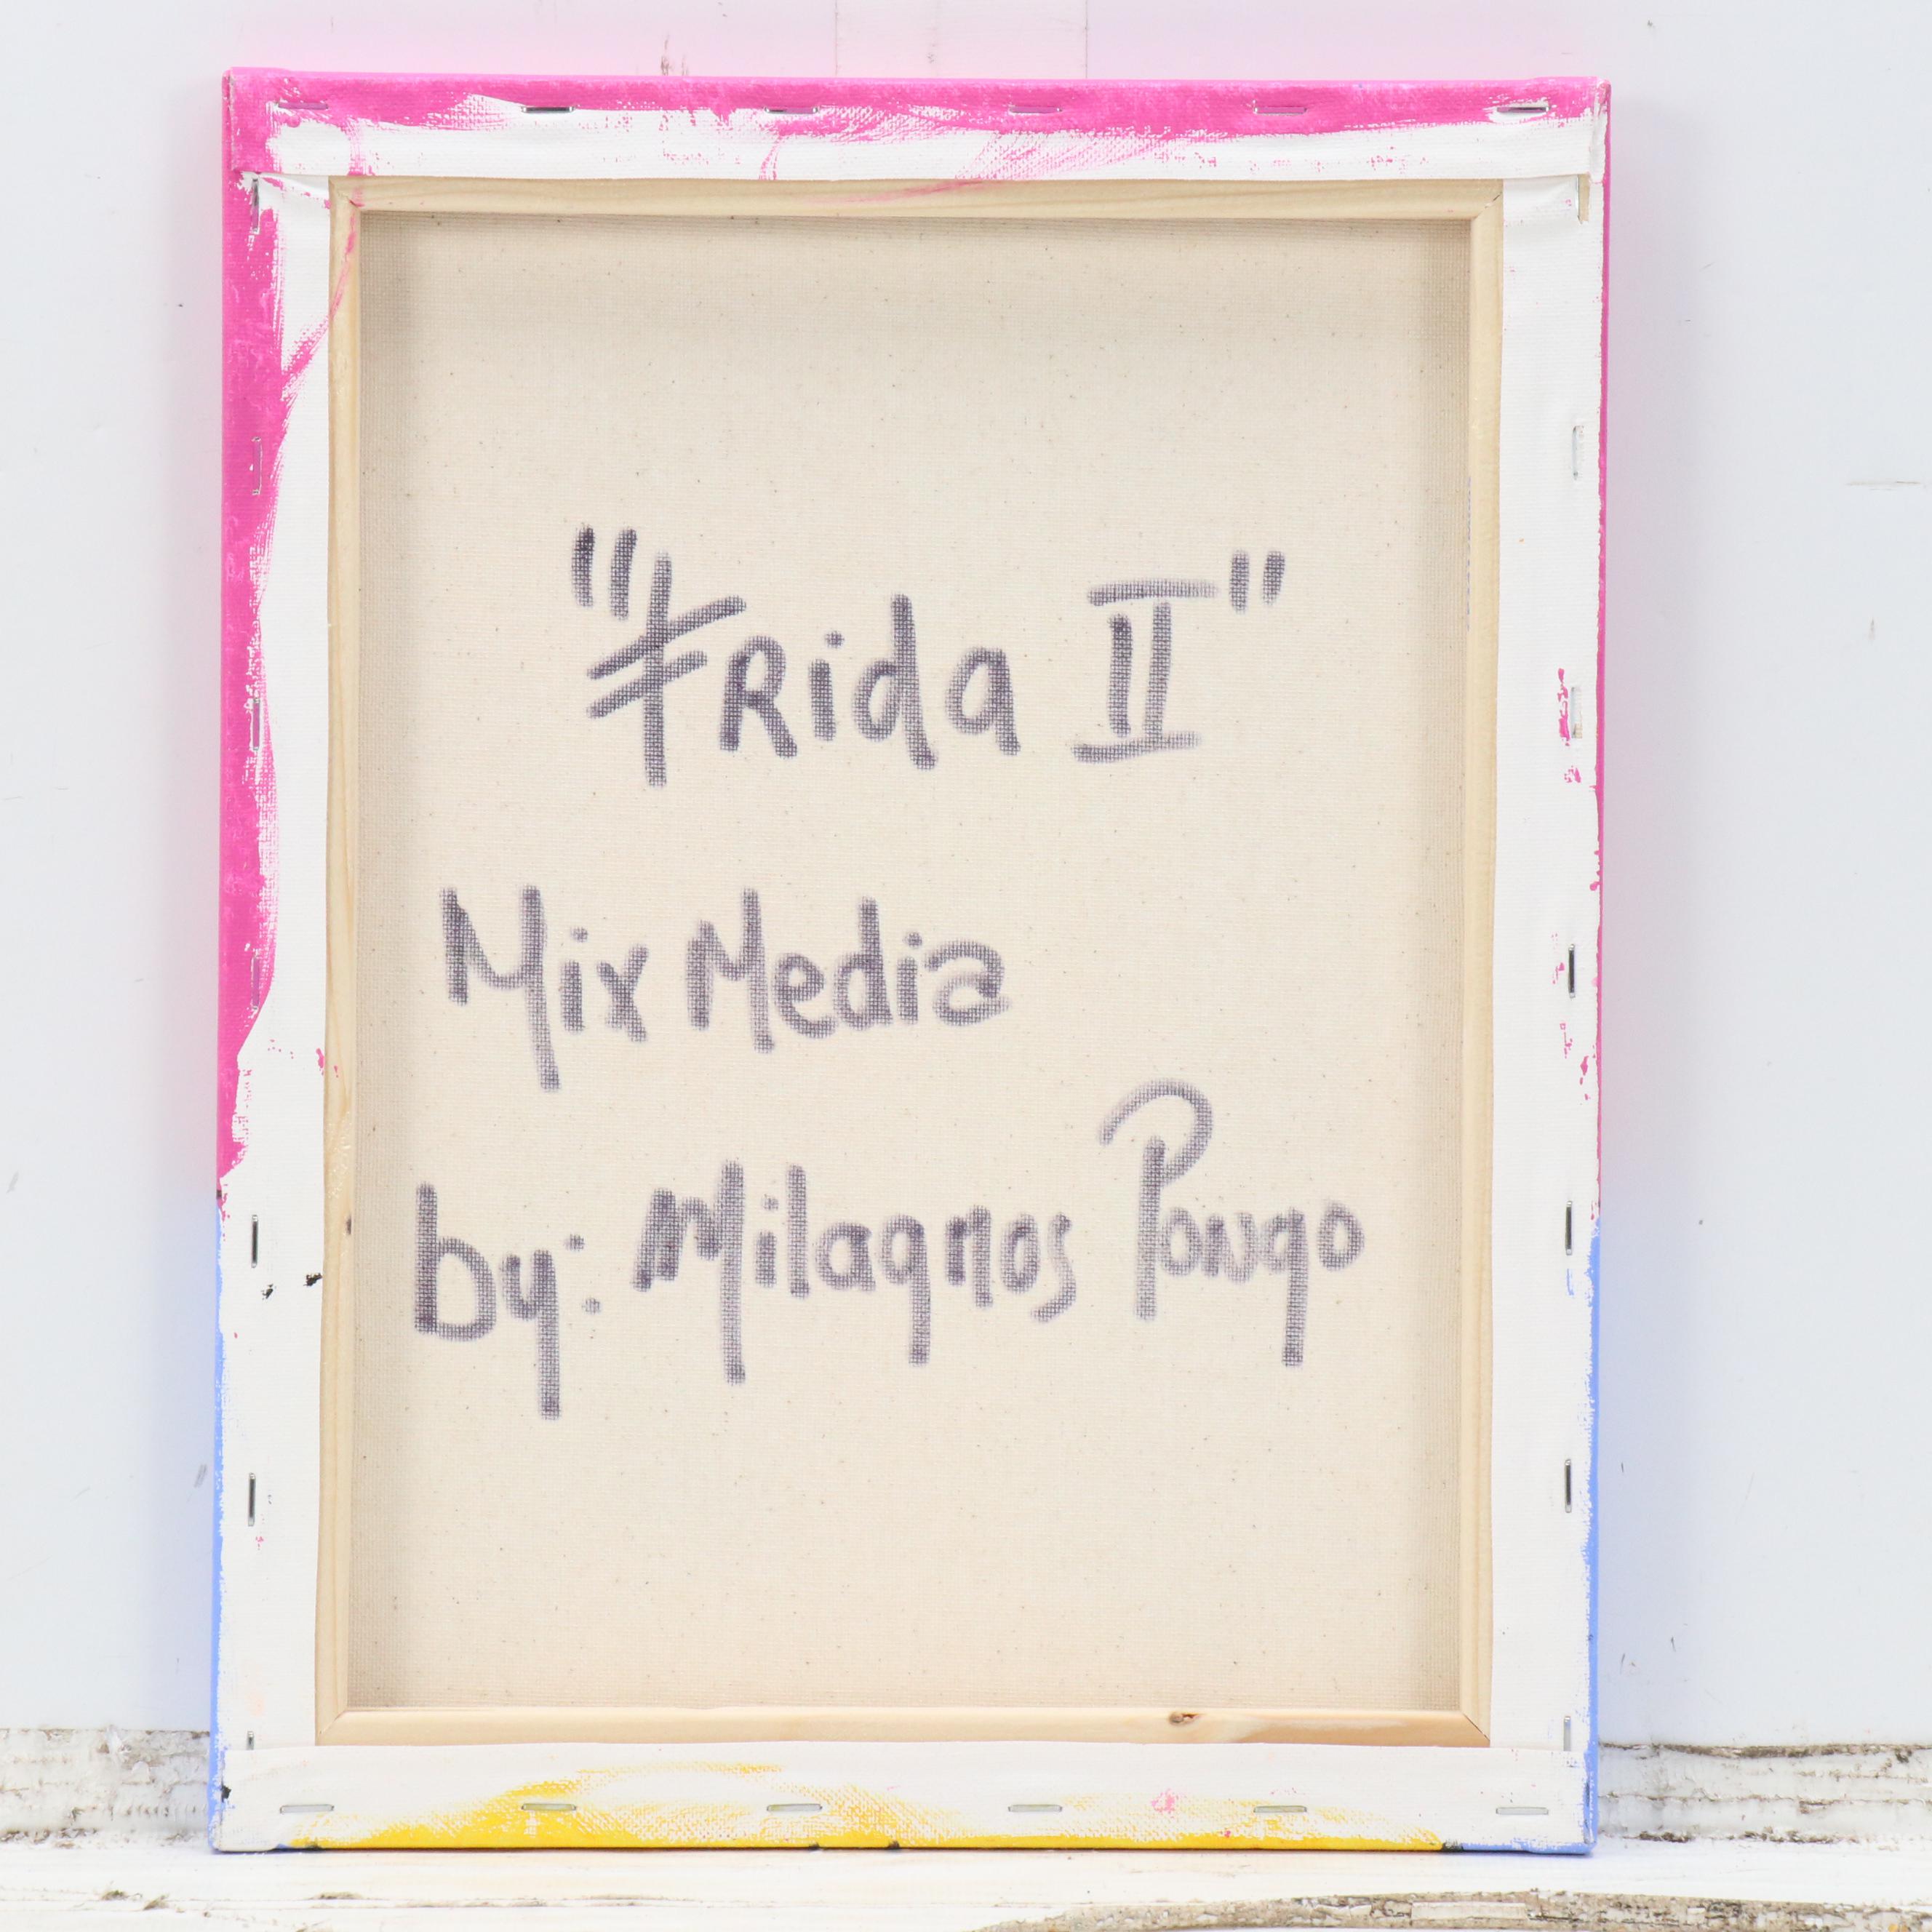 "FRida II"
Mix Media
by: Milagros Pongo